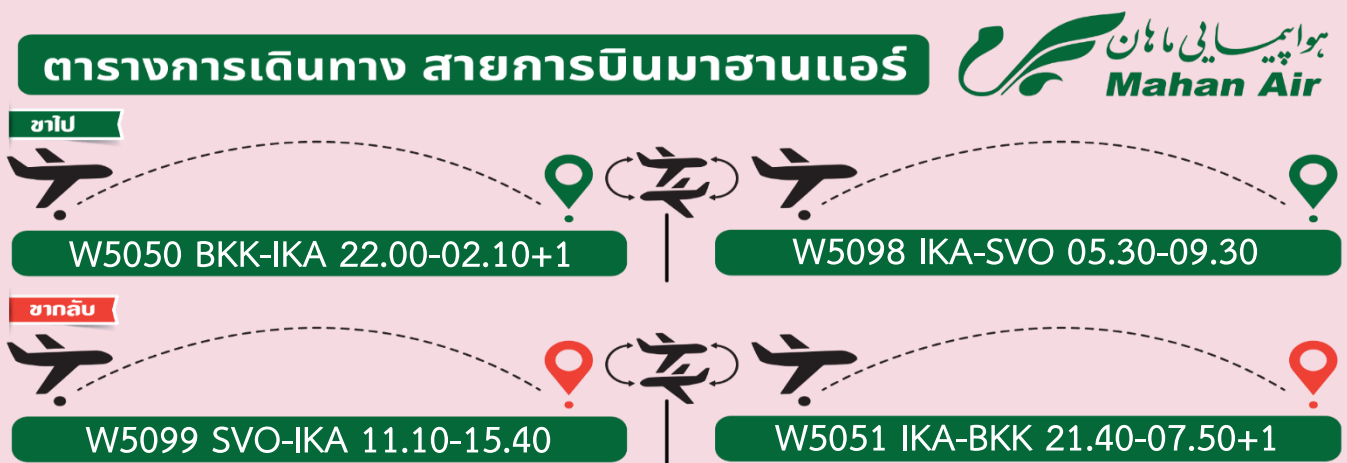 ตารางการเดินทาง สายการบินมาฮานแอร์
هواپیمایی ماهان
Mahan Air
ขาไป
W5050 BKK-IKA 22.00-02.10+1
W5098 IKA-SVO 05.30-09.30
ขากลับ
W5099 SVO-IKA 11.10-15.40
W5051 IKA-BKK 21.40-07.50+1